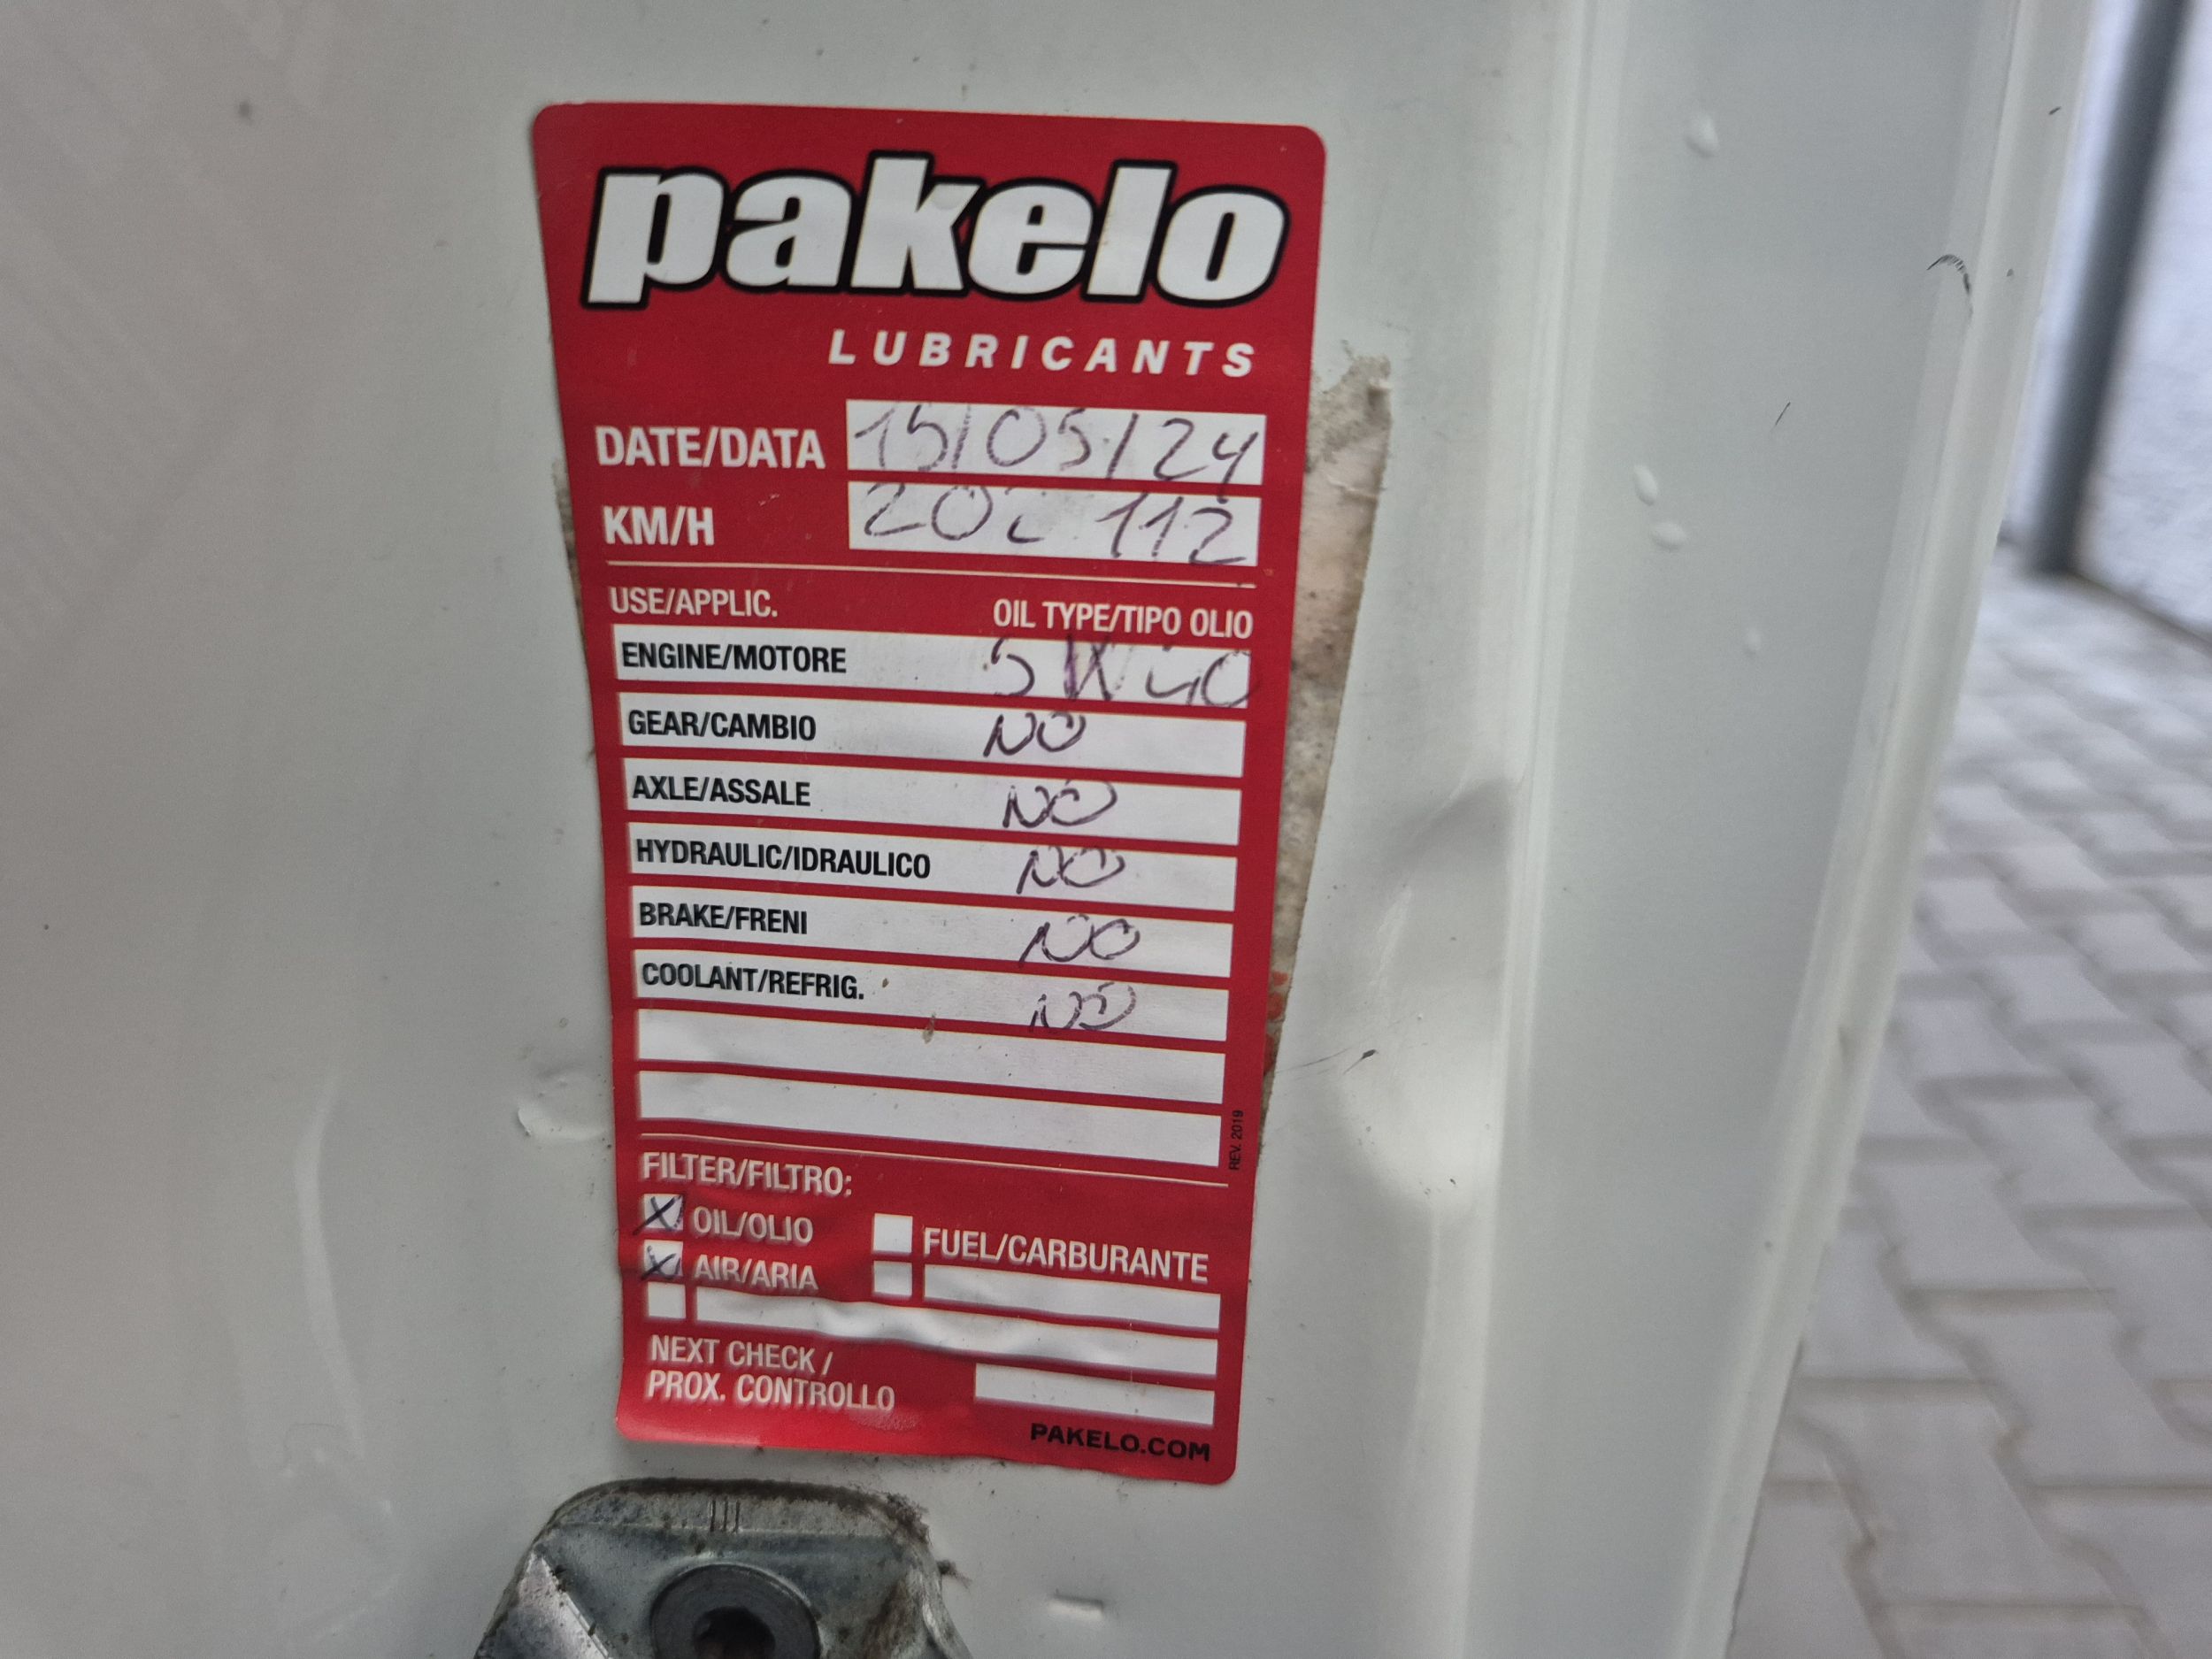 pakelo
LUBRICANTS
DATE/DATA 15/05/24
KM/H 112
USE/APPLIC. OIL TYPE/TIPO OLIO
ENGINE/MOTORE 5W40
GEAR/CAMBIO NO
AXLE/ASSALE NO
HYDRAULIC/IDRAULICO NO
BRAKE/FRENI NO
COOLANT/REFRIG. NO
REV. 2019
FILTER/FILTRO:
X OIL/OLIO FUEL/CARBURANTE
X AIR/ARIA
NEXT CHECK /
PROX. CONTROLLO
PAKELO.COM